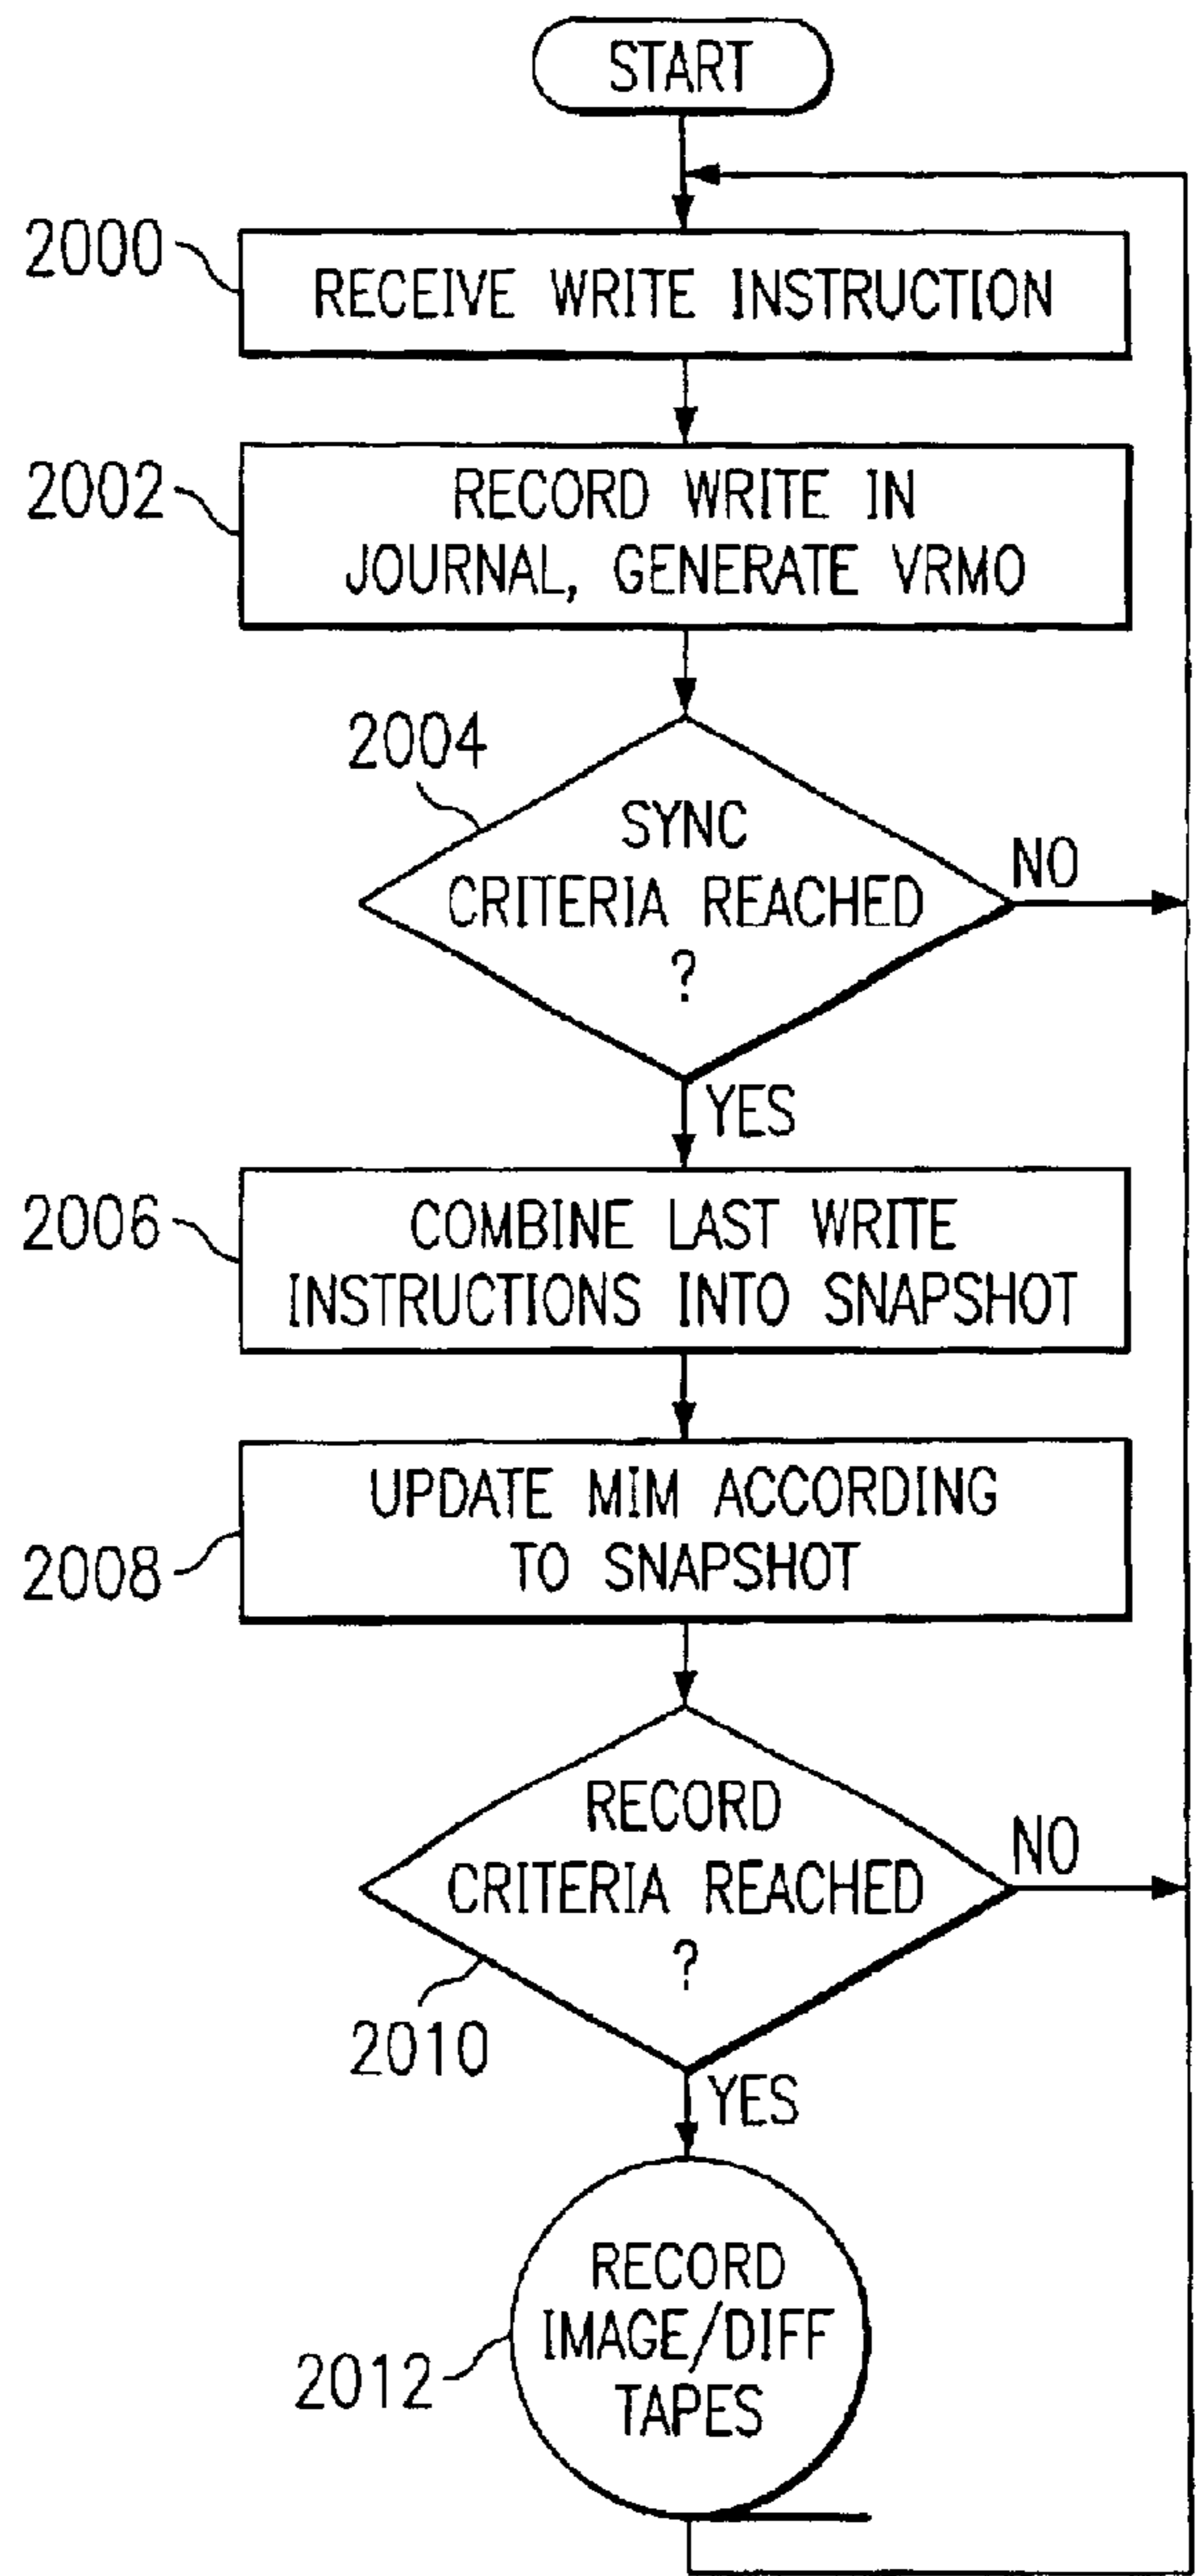 START
2000
RECEIVE WRITE INSTRUCTION
2002
RECORD WRITE IN
JOURNAL, GENERATE VRMO
2004
SYNC
CRITERIA REACHED
?
NO
YES
2006
COMBINE LAST WRITE
INSTRUCTIONS INTO SNAPSHOT
UPDATE MIM ACCORDING
TO SNAPSHOT
2008
RECORD
CRITERIA REACHED
?
NO
2010
YES
RECORD
IMAGE/DIFF
TAPES
2012